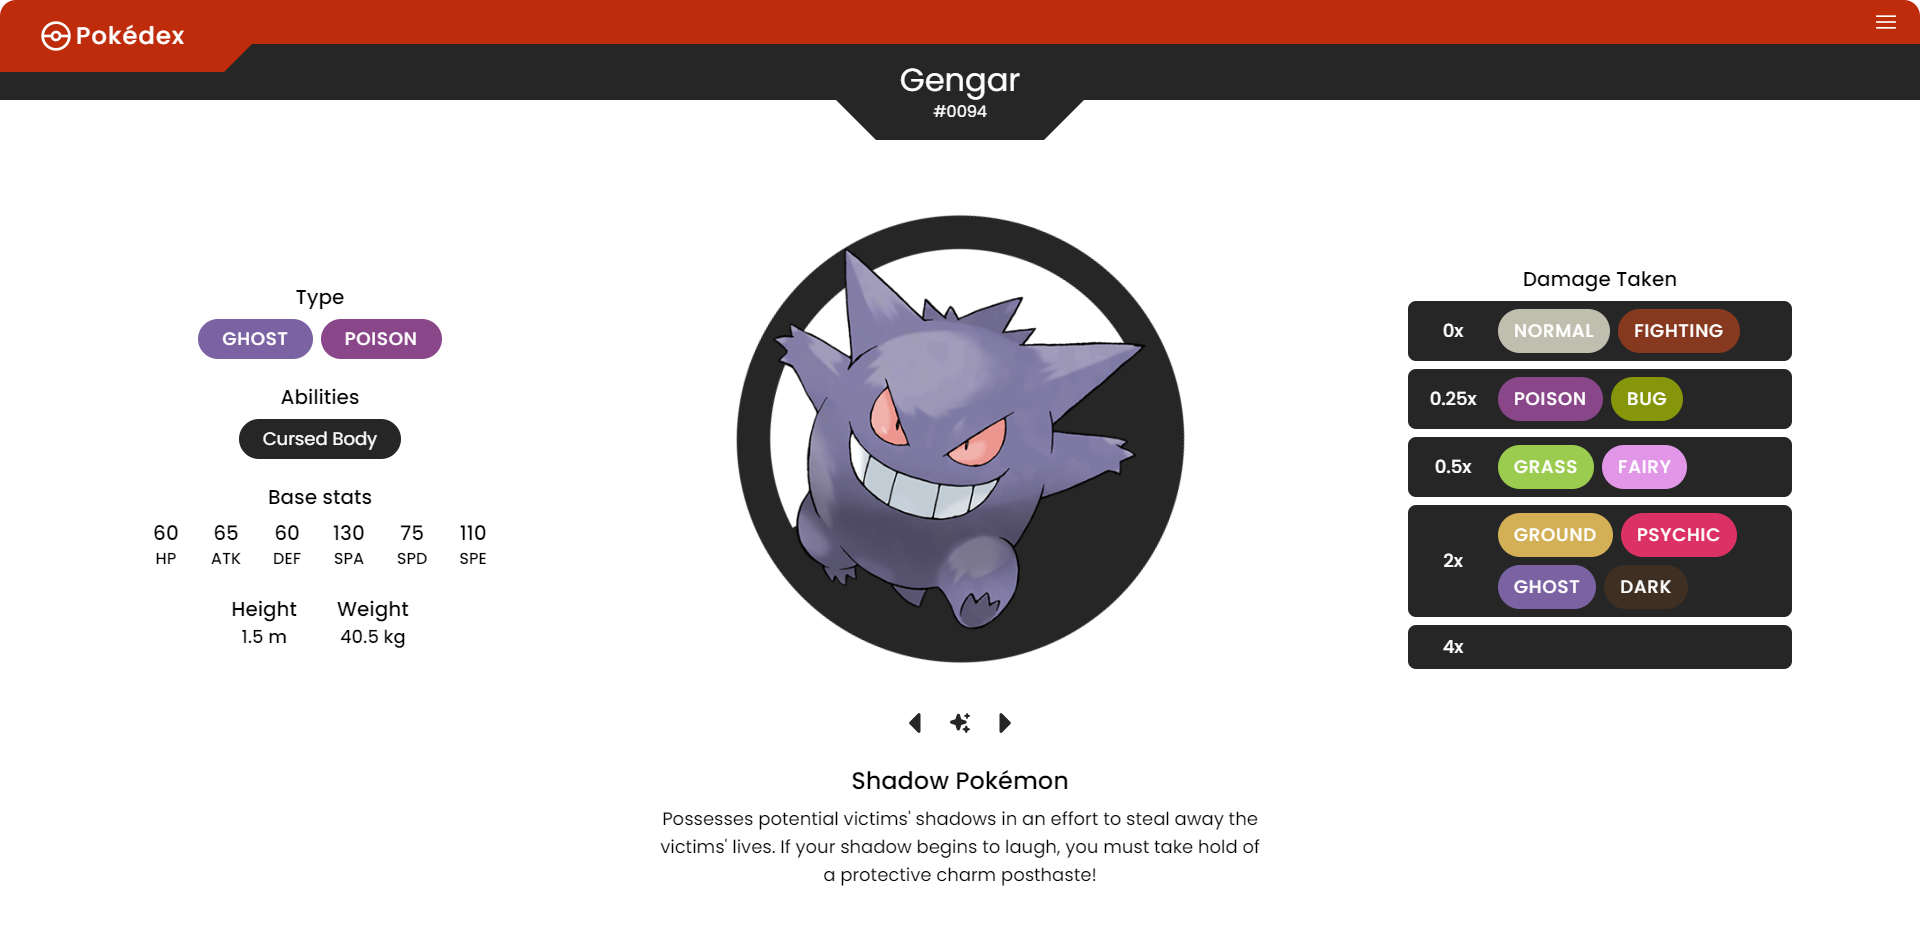 Pokédex
Gengar
#0094
Type
GHOST POISON
Abilities
Cursed Body
Base stats
60 65 60 130 75 110
HP ATK DEF SPA SPD SPE
Height Weight
1.5 m 40.5 kg
Shadow Pokémon
Possesses potential victims' shadows in an effort to steal away the
victims' lives. If your shadow begins to laugh, you must take hold of
a protective charm posthaste!
Damage Taken
0x NORMAL FIGHTING
0.25x POISON BUG
0.5x GRASS FAIRY
2x GROUND PSYCHIC
GHOST DARK
4x